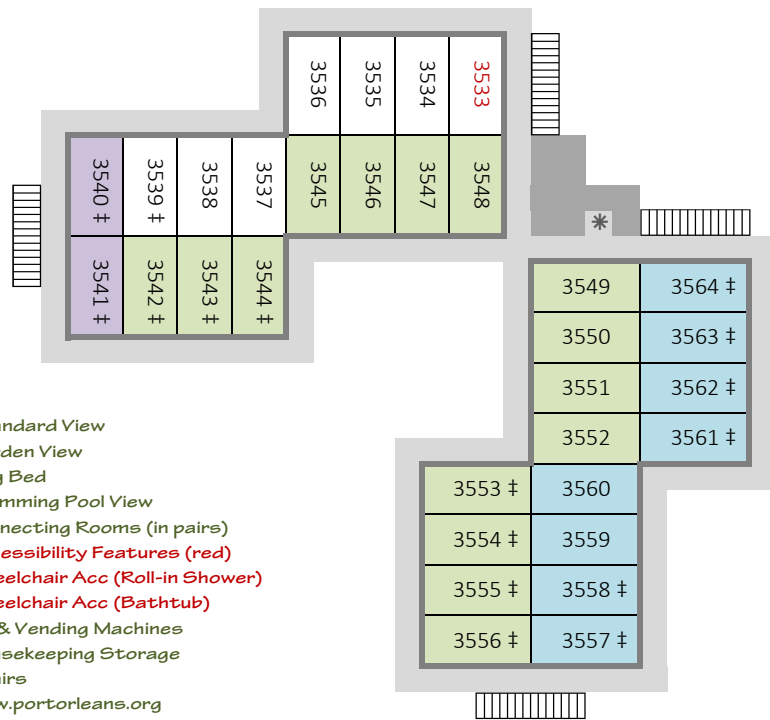 3536
3535
3534
3533
3540 ‡
3539 ‡
3538
3537
3545
3546
3547
3548
3541 ‡
3542 ‡
3543 ‡
3544 ‡
3549
3564 ‡
3550
3563 ‡
3551
3562 ‡
3552
3561 ‡
3553 ‡
3560
3554 ‡
3559
3555 ‡
3558 ‡
3556 ‡
3557 ‡
ndard View
den View
g Bed
mming Pool View
nnecting Rooms (in pairs)
essibility Features (red)
eelchair Acc (Roll-in Shower)
eelchair Acc (Bathtub)
& Vending Machines
usekeeping Storage
airs
w.portorleans.org